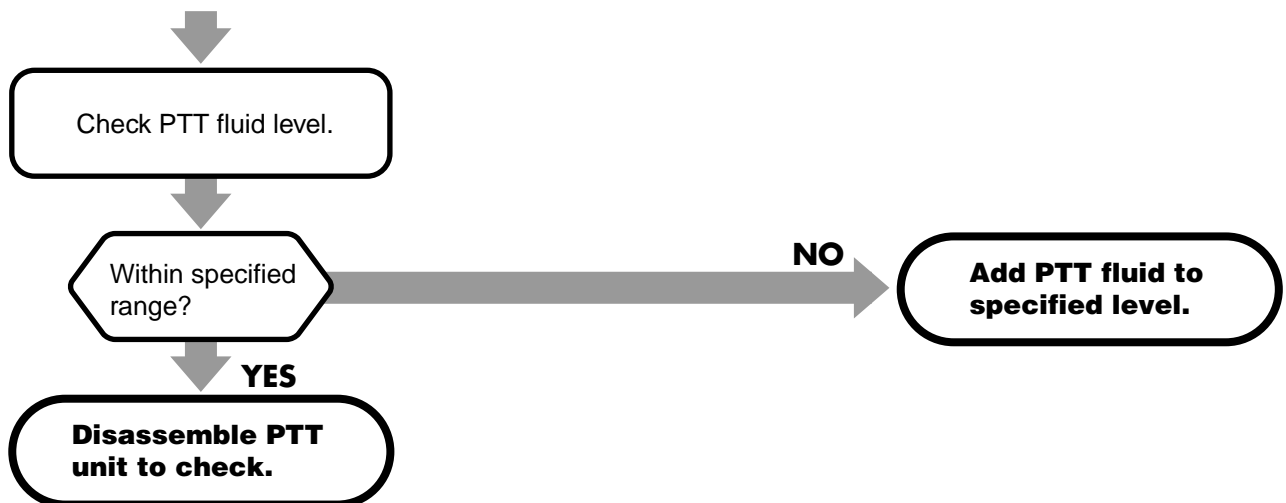 Check PTT fluid level.
Within specified
range?
NO
Add PTT fluid to
specified level.
YES
Disassemble PTT
unit to check.